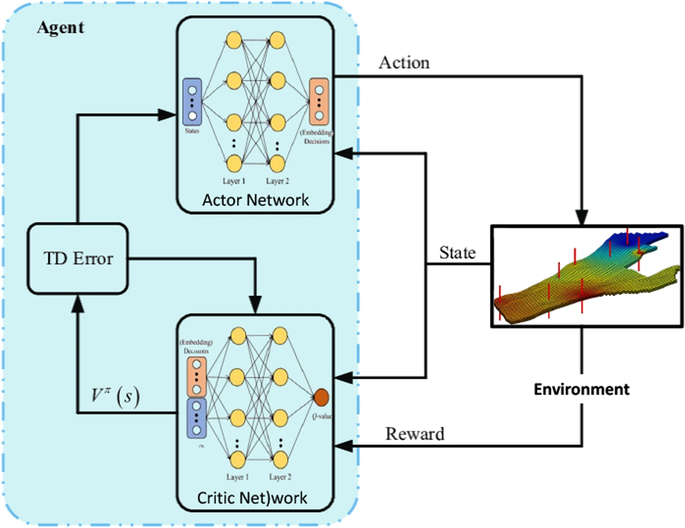 Agent
Action
States
(Embedding)
Decisions
Layer 1
Layer 2
Actor Network
TD Error
State
(Embedding)
Decisions
Q-value
Layer 1
Layer 2
Critic Net)work
V^π (s)
Environment
Reward